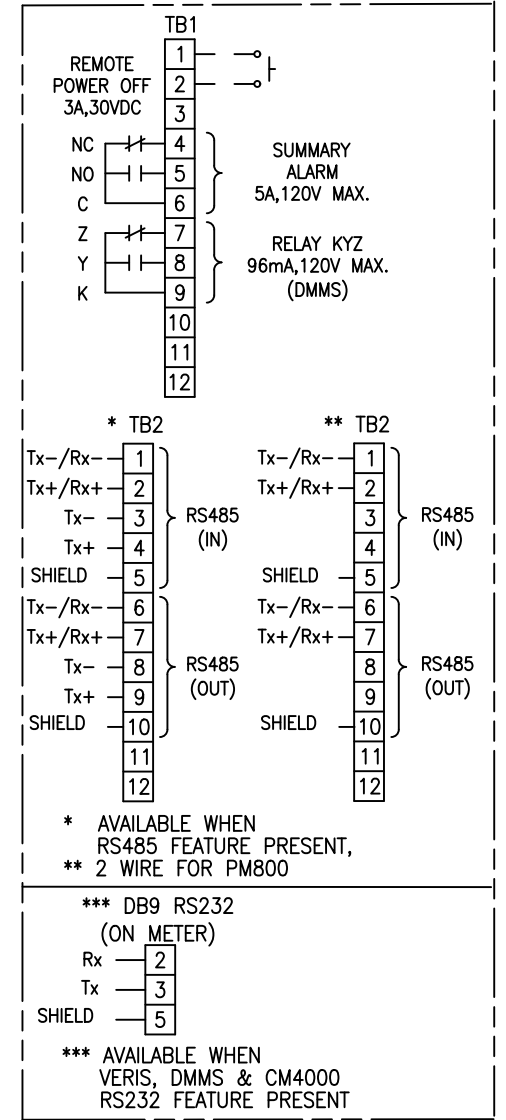 TB1
REMOTE
POWER OFF
3A,30VDC
1
2
3
NC
4
NO
5
C
6
SUMMARY
ALARM
5A,120V MAX.
Z
7
Y
8
K
9
RELAY KYZ
96mA,120V MAX.
(DMMS)
10
11
12
* TB2
Tx-/Rx- 1
Tx+/Rx+ 2
Tx- 3
Tx+ 4
SHIELD 5
RS485
(IN)
Tx-/Rx- 6
Tx+/Rx+ 7
Tx- 8
Tx+ 9
SHIELD 10
RS485
(OUT)
11
12
** TB2
Tx-/Rx- 1
Tx+/Rx+ 2
3
4
SHIELD 5
RS485
(IN)
Tx-/Rx- 6
Tx+/Rx+ 7
8
9
SHIELD 10
RS485
(OUT)
11
12
* AVAILABLE WHEN
RS485 FEATURE PRESENT,
** 2 WIRE FOR PM800
*** DB9 RS232
(ON METER)
Rx 2
Tx 3
SHIELD 5
*** AVAILABLE WHEN
VERIS, DMMS & CM4000
RS232 FEATURE PRESENT